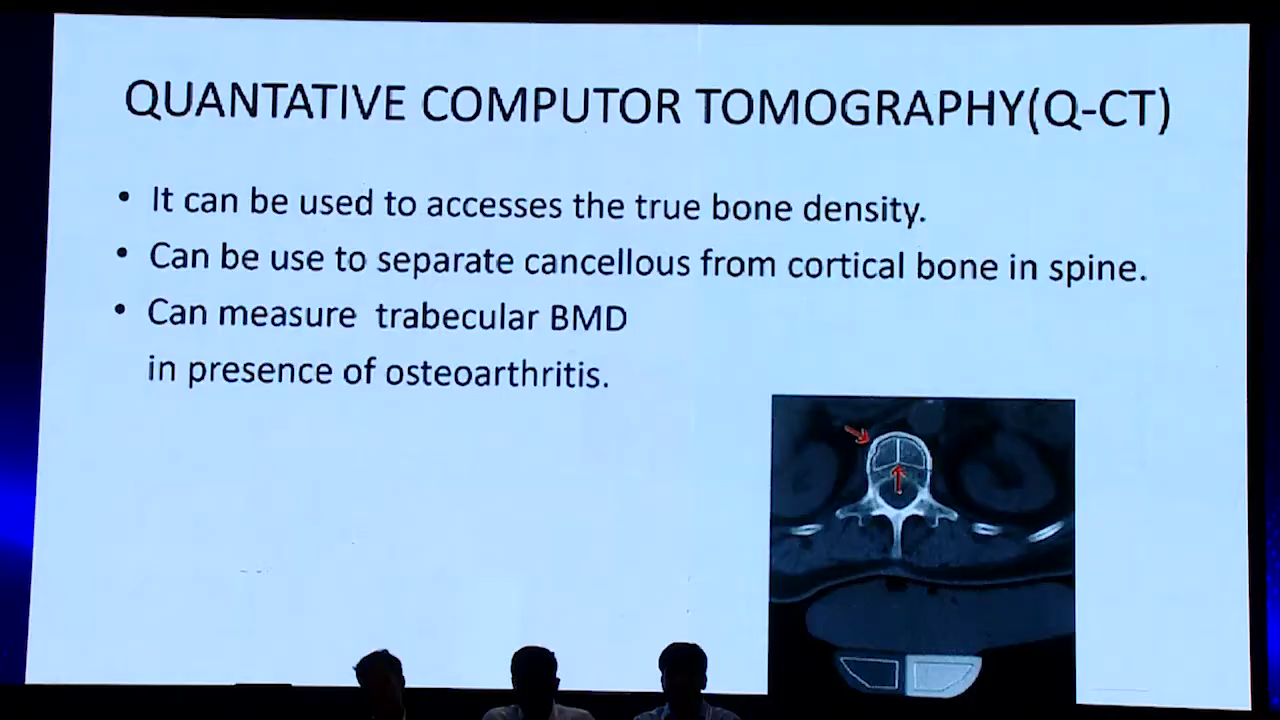 QUANTATIVE COMPUTOR TOMOGRAPHY(Q-CT)
• It can be used to accesses the true bone density.
• Can be use to separate cancellous from cortical bone in spine.
• Can measure trabecular BMD
in presence of osteoarthritis.